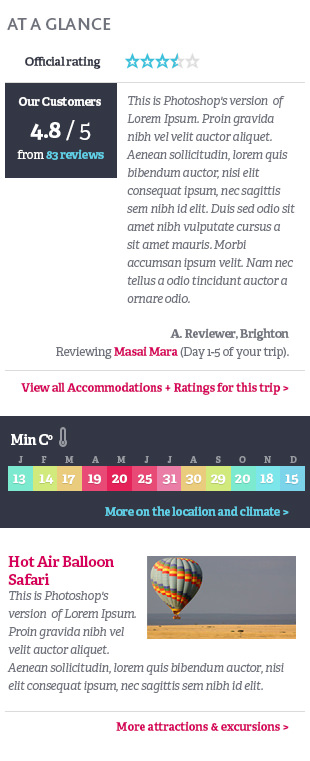 AT A GLANCE
Official rating
Our Customers
4.8 / 5
from 83 reviews
This is Photoshop's version of
Lorem Ipsum. Proin gravida
nibh vel velit auctor aliquet.
Aenean sollicitudin, lorem quis
bibendum auctor, nisi elit
consequat ipsum, nec sagittis
sem nibh id elit. Duis sed odio sit
amet nibh vulputate cursus a
sit amet mauris. Morbi
accumsan ipsum velit. Nam nec
tellus a odio tincidunt auctor a
ornare odio.
A. Reviewer, Brighton
Reviewing Masai Mara (Day 1-5 of your trip).
View all Accommodations + Ratings for this trip >
Min Cº
J F M A M J J A S O N D
13 14 17 19 20 25 31 30 29 20 18 15
More on the location and climate >
Hot Air Balloon
Safari
This is Photoshop's
version of Lorem Ipsum.
Proin gravida nibh vel
velit auctor aliquet.
Aenean sollicitudin, lorem quis bibendum auctor, nisi
elit consequat ipsum, nec sagittis sem nibh id elit.
More attractions & excursions >